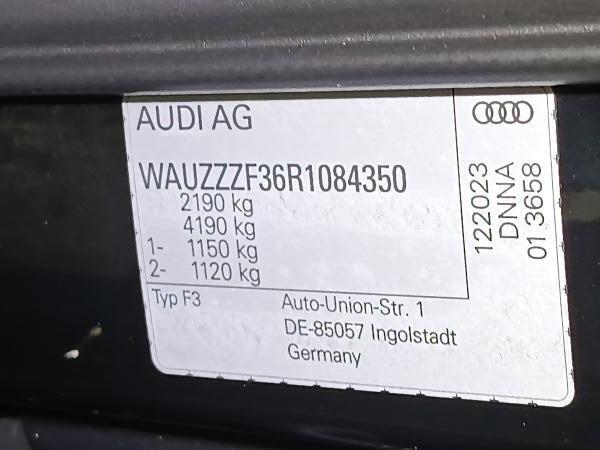 AUDI AG
WAUZZZF36R1084350
2190 kg
4190 kg
1- 1150 kg
2- 1120 kg
Typ F3
Auto-Union-Str. 1
DE-85057 Ingolstadt
Germany
122023
DNNA
01.3658